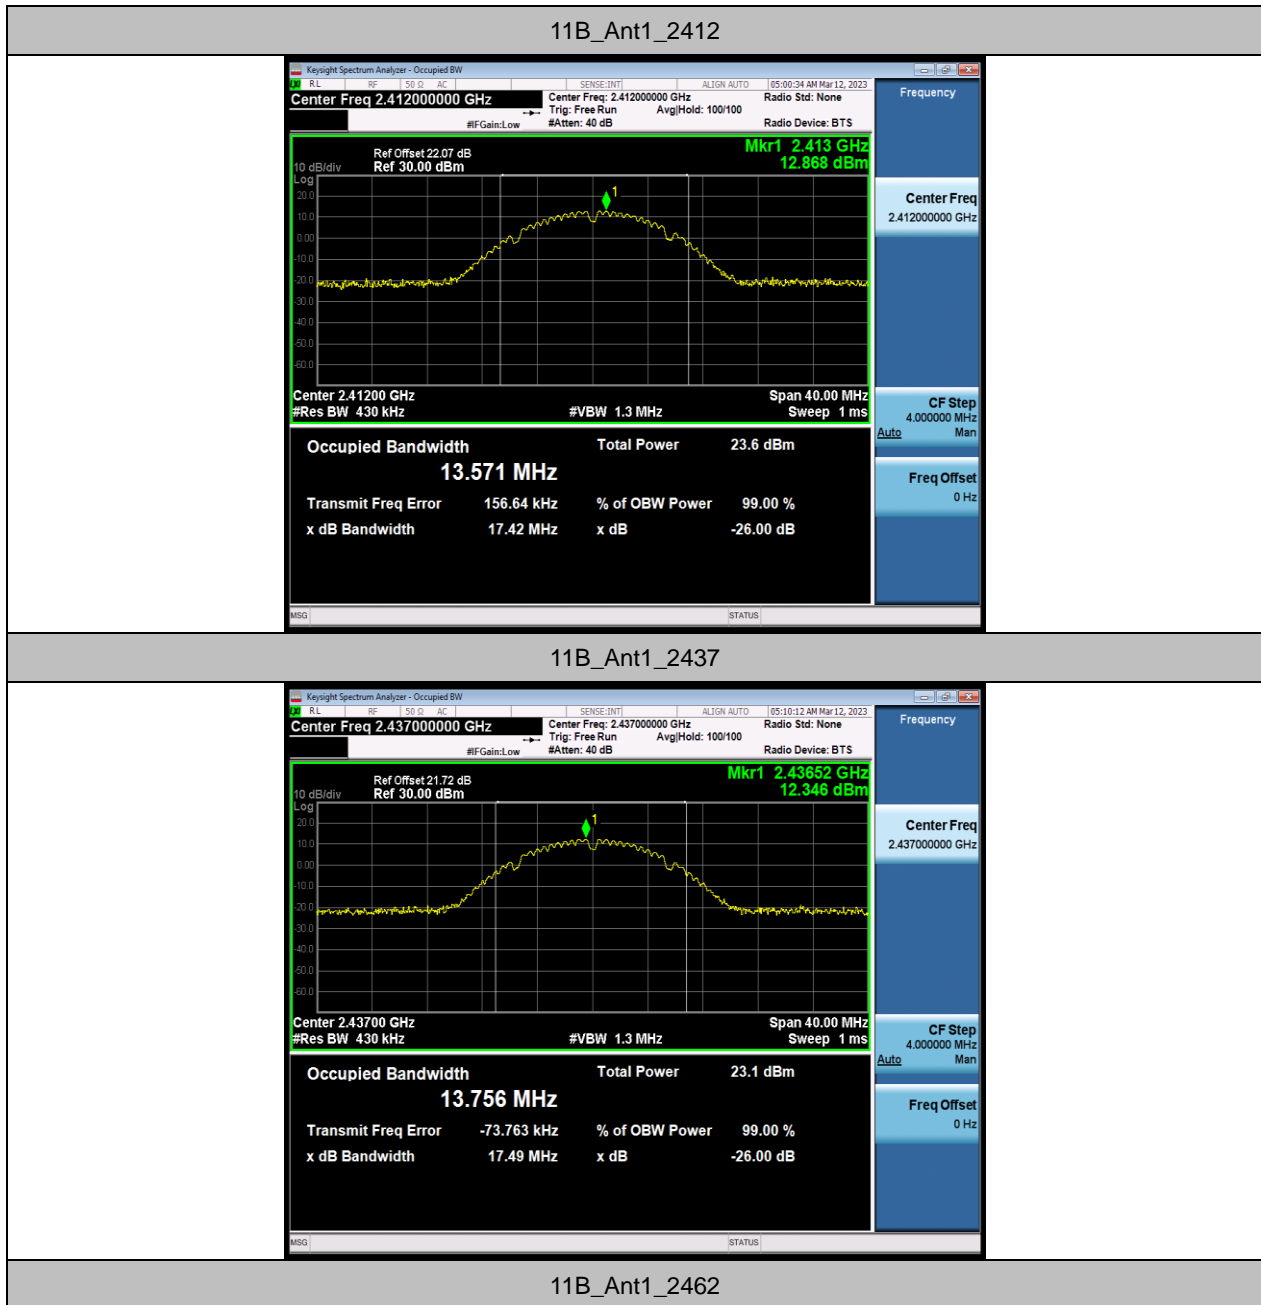 11B_Ant1_2412
Keysight Spectrum Analyzer - Occupied BW
RL RF 50 Ω AC SENSE:INT ALIGN AUTO 05:00:34 AM Mar 12, 2023
Center Freq 2.412000000 GHz Center Freq: 2.412000000 GHz Radio Std: None Frequency
Trig: Free Run Avg|Hold: 100/100
#IFGain:Low #Atten: 40 dB Radio Device: BTS
Ref Offset 22.07 dB Mkr1 2.413 GHz
10 dB/div Ref 30.00 dBm 12.868 dBm
Log
20.0
1
Center Freq
2.412000000 GHz
10.0
0.00
-10.0
-20.0
-30.0
-40.0
-50.0
-60.0
Center 2.41200 GHz Span 40.00 MHz
#Res BW 430 kHz #VBW 1.3 MHz Sweep 1 ms
CF Step
4.000000 MHz
Auto Man
Occupied Bandwidth Total Power 23.6 dBm
13.571 MHz
Freq Offset
0 Hz
Transmit Freq Error 156.64 kHz % of OBW Power 99.00 %
x dB Bandwidth 17.42 MHz x dB -26.00 dB
MSG STATUS
11B_Ant1_2437
Keysight Spectrum Analyzer - Occupied BW
RL RF 50 Ω AC SENSE:INT ALIGN AUTO 05:10:12 AM Mar 12, 2023
Center Freq 2.437000000 GHz Center Freq: 2.437000000 GHz Radio Std: None Frequency
Trig: Free Run Avg|Hold: 100/100
#IFGain:Low #Atten: 40 dB Radio Device: BTS
Ref Offset 21.72 dB Mkr1 2.43652 GHz
10 dB/div Ref 30.00 dBm 12.346 dBm
Log
20.0
1
Center Freq
2.437000000 GHz
10.0
0.00
-10.0
-20.0
-30.0
-40.0
-50.0
-60.0
Center 2.43700 GHz Span 40.00 MHz
#Res BW 430 kHz #VBW 1.3 MHz Sweep 1 ms
CF Step
4.000000 MHz
Auto Man
Occupied Bandwidth Total Power 23.1 dBm
13.756 MHz
Freq Offset
0 Hz
Transmit Freq Error -73.763 kHz % of OBW Power 99.00 %
x dB Bandwidth 17.49 MHz x dB -26.00 dB
MSG STATUS
11B_Ant1_2462